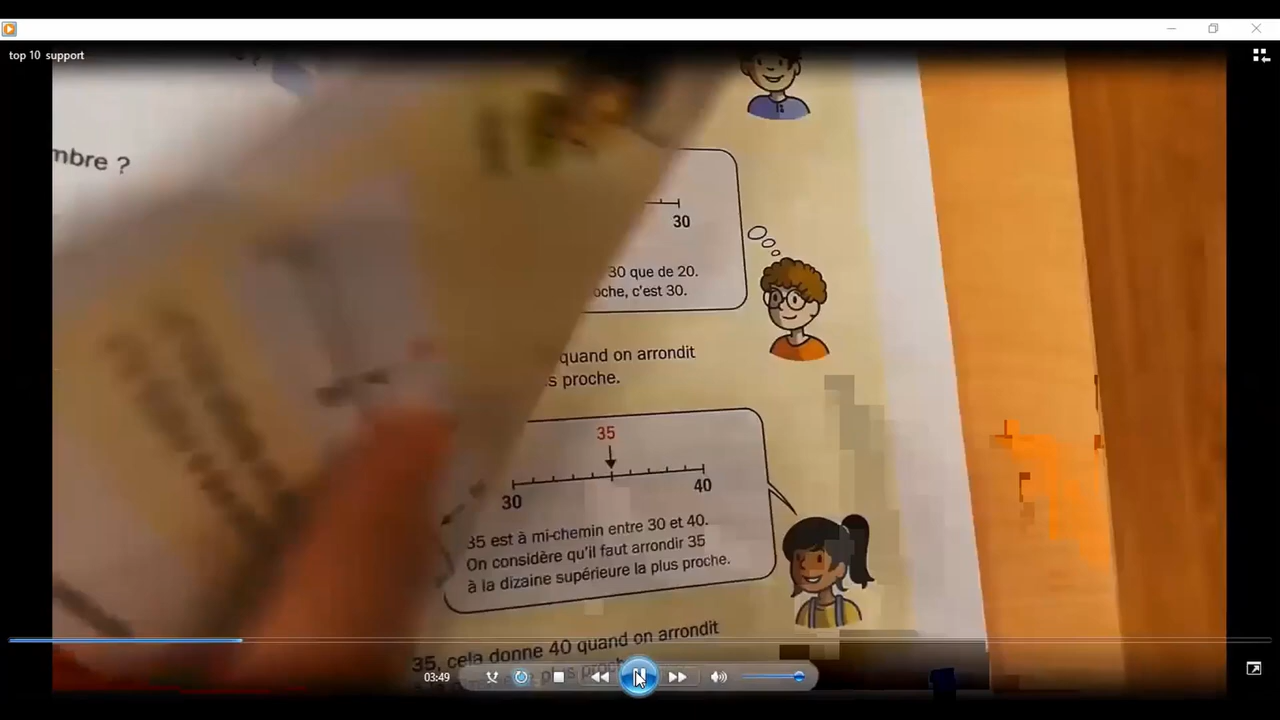 top 10 support
mbre ?
30
30 que de 20.
oche, c'est 30.
quand on arrondit
s proche.
35
30
40
35 est à mi-chemin entre 30 et 40.
On considère qu'il faut arrondir 35
à la dizaine supérieure la plus proche.
35, cela donne 40 quand on arrondit
plus proch
03:49